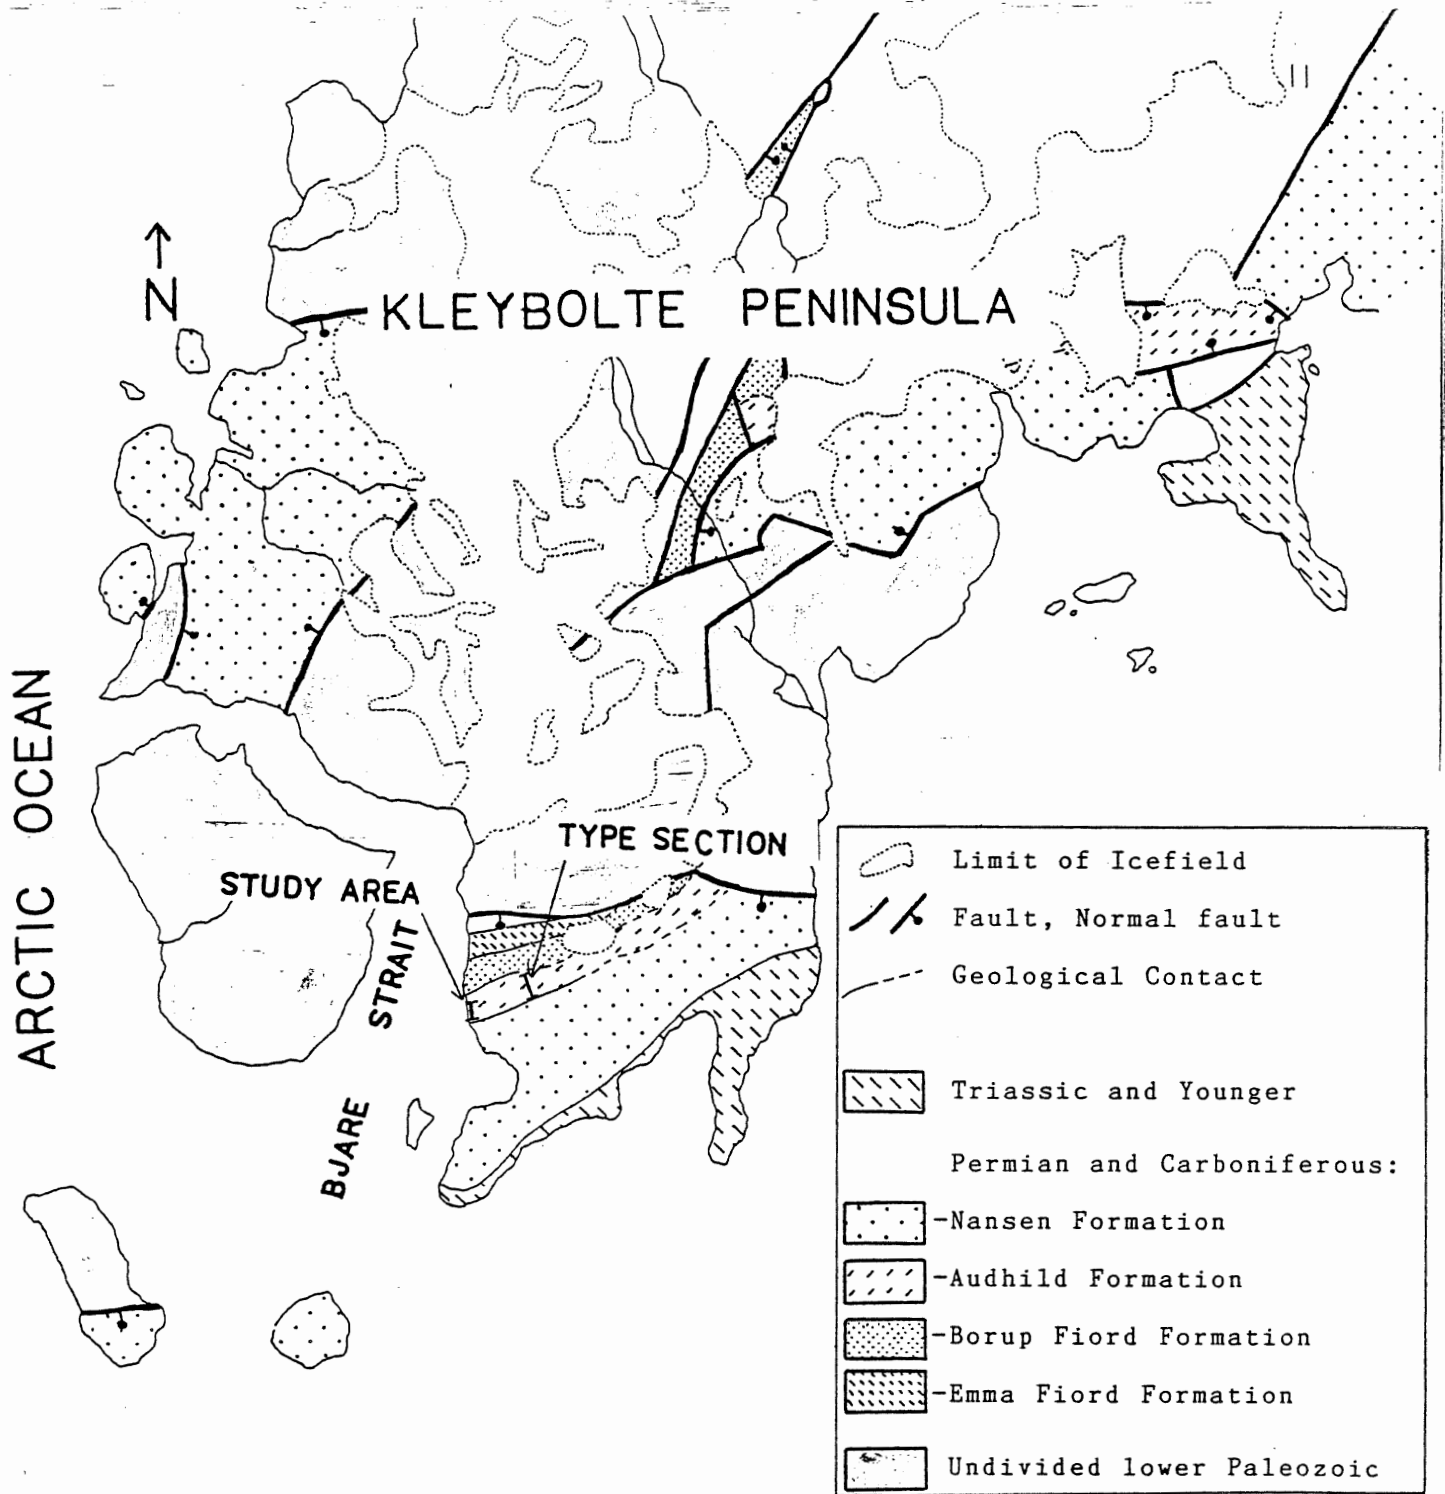 N
KLEYBOLTE PENINSULA
ARCTIC OCEAN
TYPE SECTION
STUDY AREA
BJARE STRAIT
Limit of Icefield
Fault, Normal fault
Geological Contact
Triassic and Younger
Permian and Carboniferous:
-Nansen Formation
-Audhild Formation
-Borup Fiord Formation
-Emma Fiord Formation
Undivided lower Paleozoic